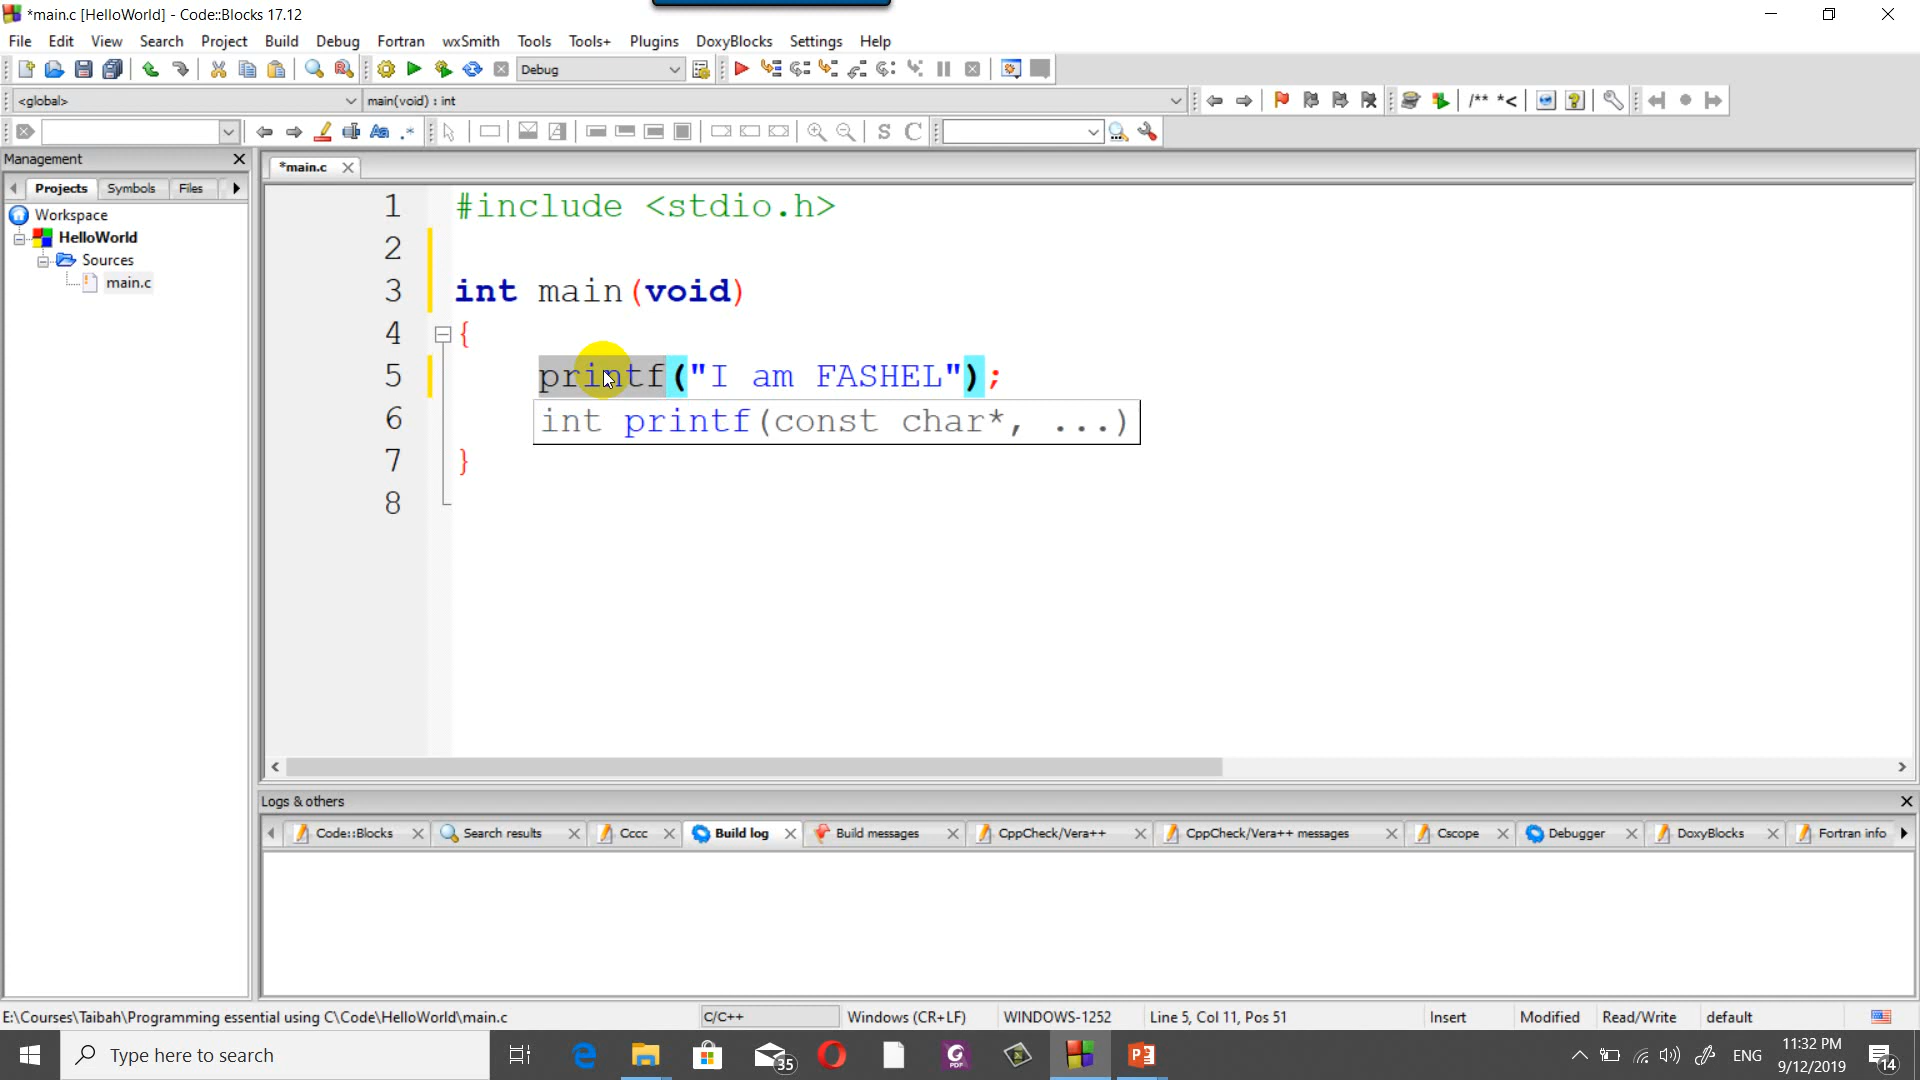 *main.c [HelloWorld] - Code::Blocks 17.12
File Edit View Search Project Build Debug Fortran wxSmith Tools Tools+ Plugins DoxyBlocks Settings Help
Debug
<global> main(void) : int /** *<
Management
*main.c
Projects Symbols Files
Workspace
HelloWorld
Sources
main.c
1 #include <stdio.h>
2
3 int main(void)
4 {
5 printf("I am FASHEL");
6 int printf(const char*, ...)
7 }
8
Logs & others
Code::Blocks Search results Cccc Build log Build messages CppCheck/Vera++ CppCheck/Vera++ messages Cscope Debugger DoxyBlocks Fortran info
E:\Courses\Taibah\Programming essential using C\Code\HelloWorld\main.c C/C++ Windows (CR+LF) WINDOWS-1252 Line 5, Col 11, Pos 51 Insert Modified Read/Write default
Type here to search 35 ENG 11:32 PM
9/12/2019 14